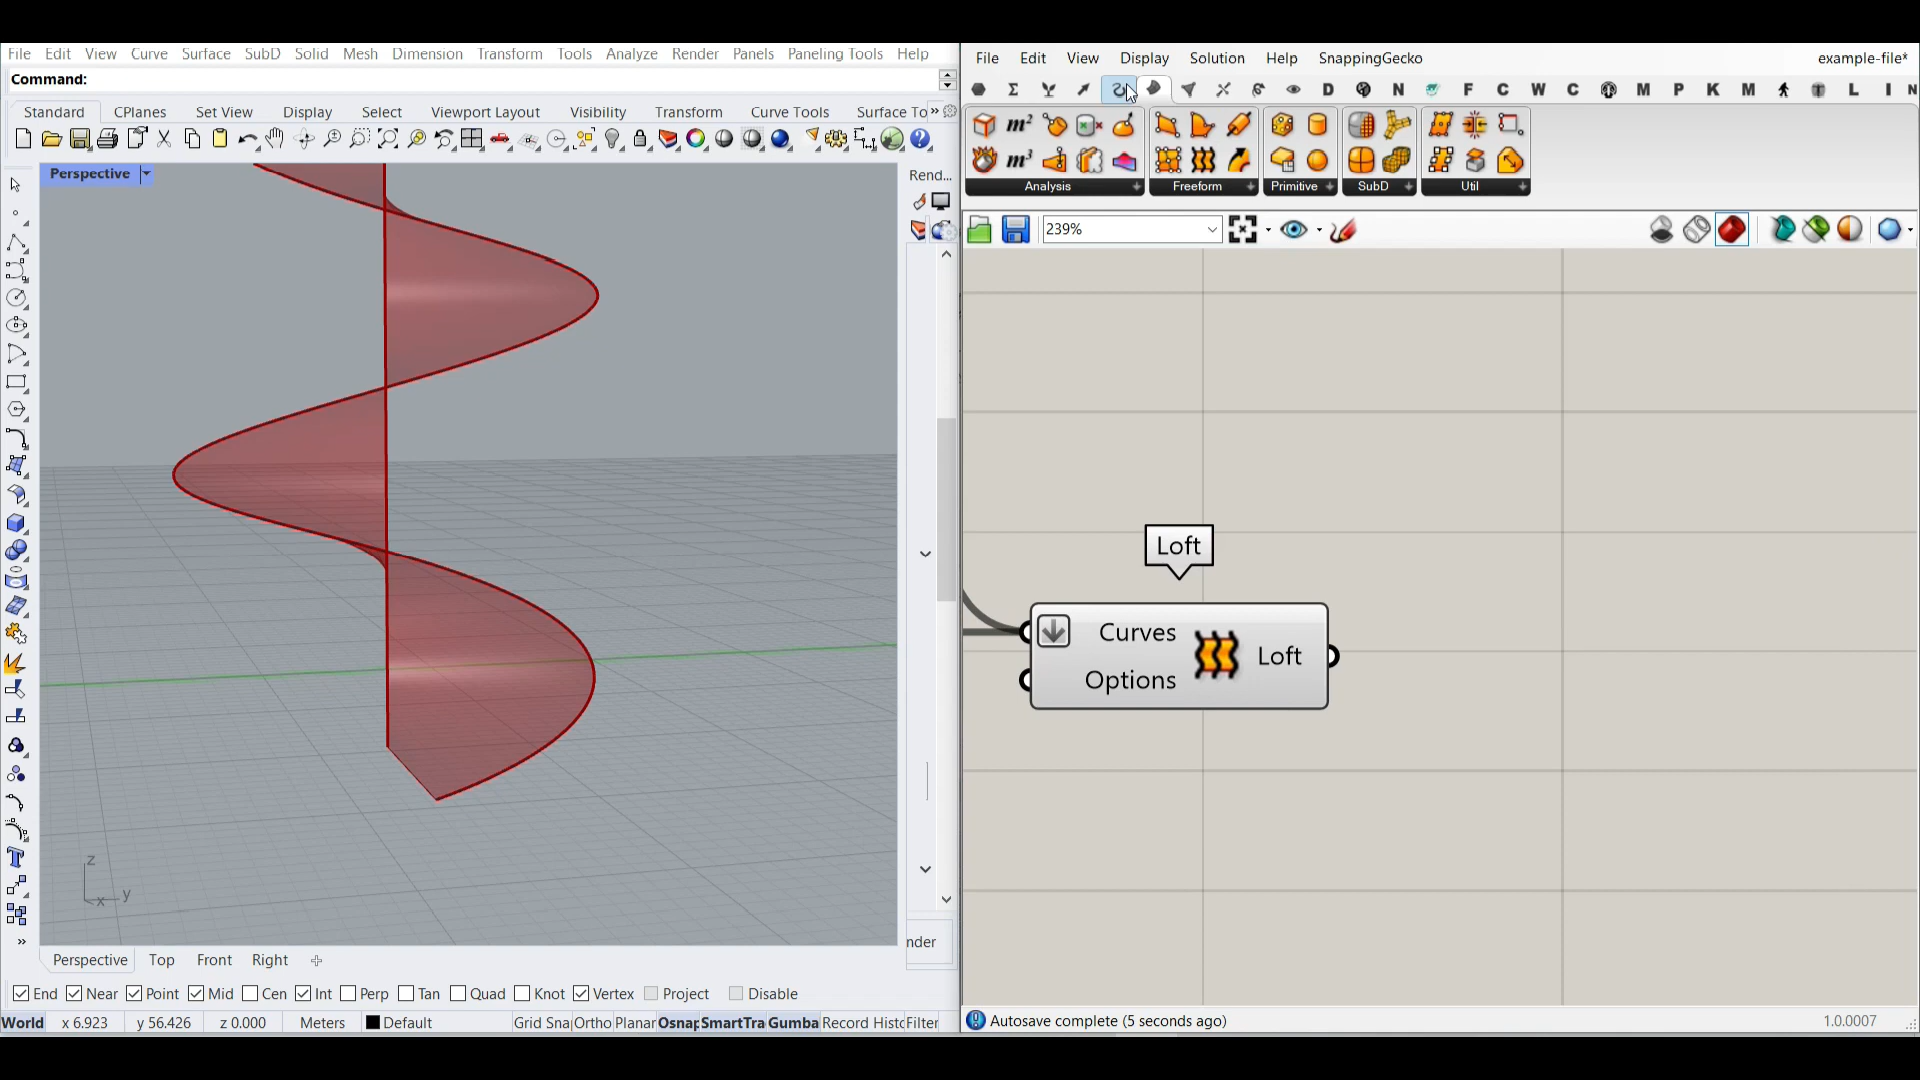 File Edit View Curve Surface SubD Solid Mesh Dimension Transform Tools Analyze Render Panels Paneling Tools Help
Command:
Standard CPlanes Set View Display Select Viewport Layout Visibility Transform Curve Tools Surface To »
Perspective
Rend...
z
y
x
nder
Perspective Top Front Right
End Near Point Mid Cen Int Perp Tan Quad Knot Vertex Project Disable
World x 6.923 y 56.426 z 0.000 Meters Default Grid Sna Ortho Planar Osnap SmartTra Gumba Record Histo Filter
File Edit View Display Solution Help SnappingGecko example-file*
D N F C W C M P M K M L I N
m² m³
Analysis Freeform Primitive SubD Util
239%
Loft
Curves
Loft
Options
Autosave complete (5 seconds ago) 1.0.0007